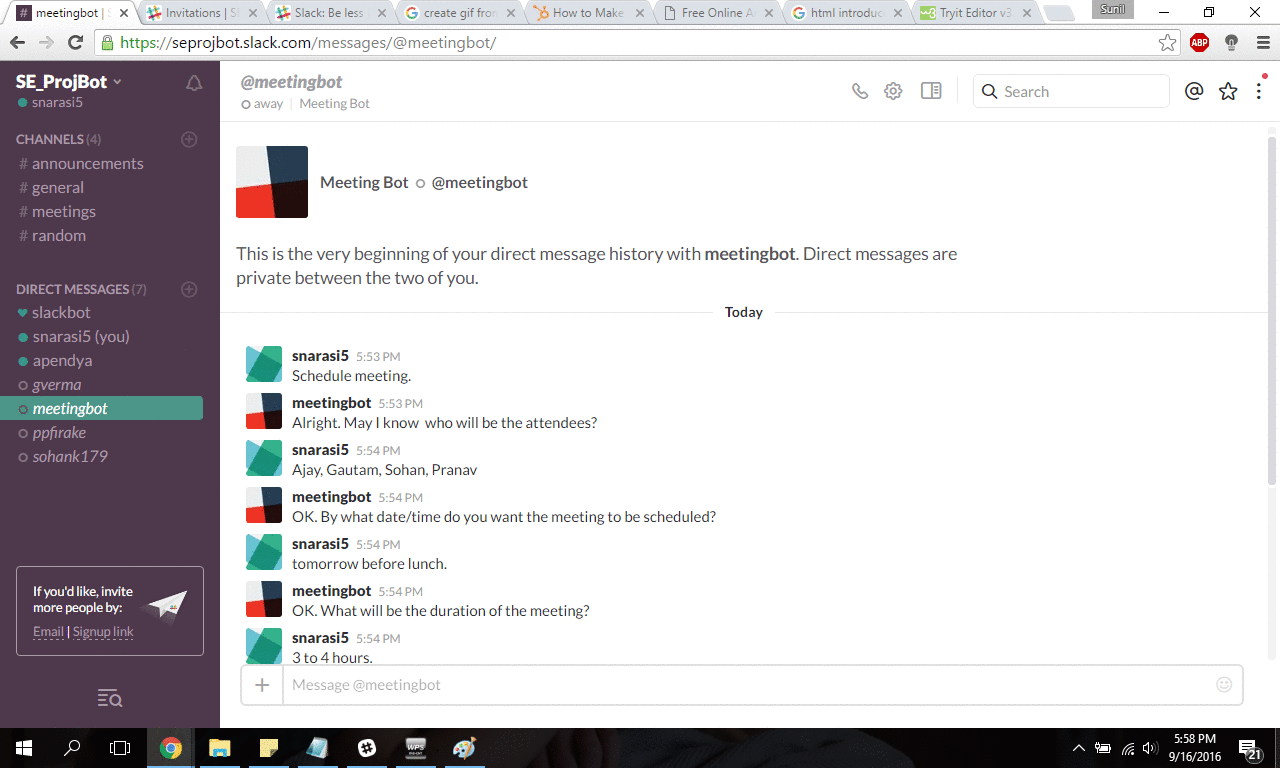 meetingbot | S
Invitations | Sl
Slack: Be less
create gif from
How to Make
Free Online A
html introduc
Tryit Editor v3.
Sunil
https://seprojbot.slack.com/messages/@meetingbot/
ABP
SE_ProjBot
snarasi5
CHANNELS (4)
# announcements
# general
# meetings
# random
DIRECT MESSAGES (7)
slackbot
snarasi5 (you)
apendya
gverma
meetingbot
ppfirake
sohank179
If you'd like, invite
more people by:
Email | Signup link
@meetingbot
away | Meeting Bot
Search
Meeting Bot @meetingbot
This is the very beginning of your direct message history with meetingbot. Direct messages are
private between the two of you.
Today
snarasi5 5:53 PM
Schedule meeting.
meetingbot 5:53 PM
Alright. May I know who will be the attendees?
snarasi5 5:54 PM
Ajay, Gautam, Sohan, Pranav
meetingbot 5:54 PM
OK. By what date/time do you want the meeting to be scheduled?
snarasi5 5:54 PM
tomorrow before lunch.
meetingbot 5:54 PM
OK. What will be the duration of the meeting?
snarasi5 5:54 PM
3 to 4 hours.
+ Message @meetingbot
WPS
5:58 PM
9/16/2016
21